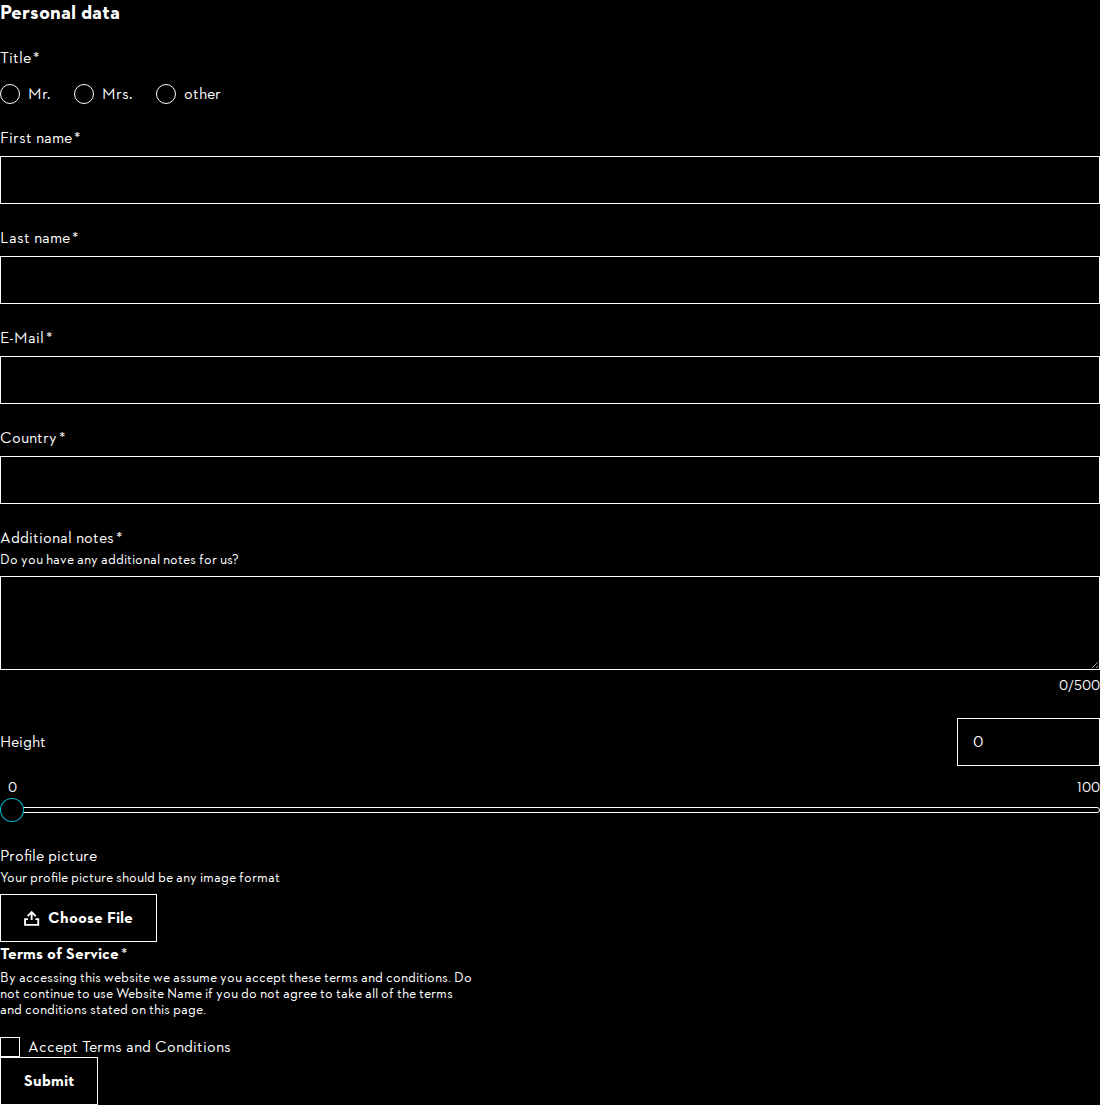 Personal data
Title*
Mr. Mrs. other
First name*
Last name*
E-Mail*
Country*
Additional notes*
Do you have any additional notes for us?
0/500
Height 0
0 100
Profile picture
Your profile picture should be any image format
Choose File
Terms of Service*
By accessing this website we assume you accept these terms and conditions. Do
not continue to use Website Name if you do not agree to take all of the terms
and conditions stated on this page.
Accept Terms and Conditions
Submit